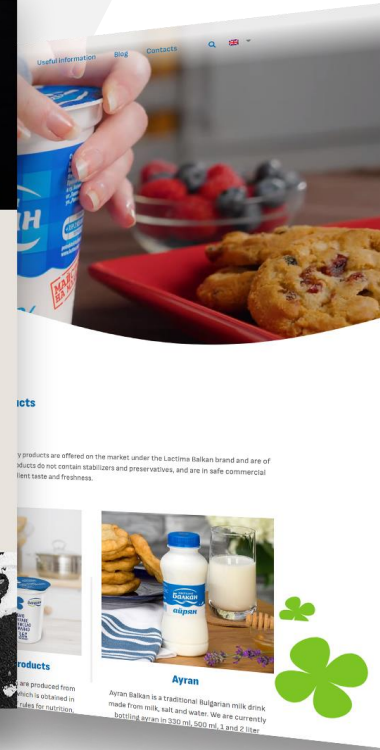 Useful information Blog Contacts
КАН
ucts
y products are offered on the market under the Lactima Balkan brand and are of
oducts do not contain stabilizers and preservatives, and are in safe commercial
llent taste and freshness.
Балкан
айрян
roducts
are produced from
which is obtained in
rules for nutrition.
Ayran
Ayran Balkan is a traditional Bulgarian milk drink
made from milk, salt and water. We are currently
bottling ayran in 330 ml, 500 ml, 1 and 2 liter